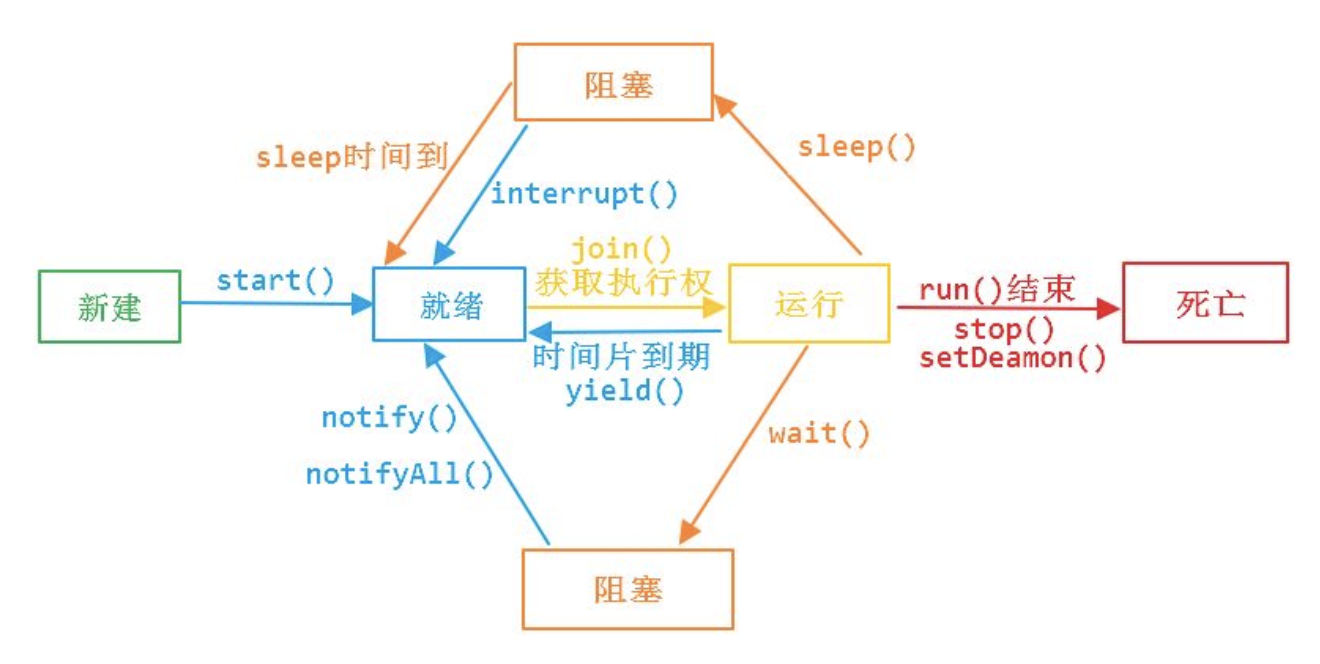 阻塞
sleep()
sleep时间到
interrupt()
join()
获取执行权
start()
新建
就绪
运行
run()结束
死亡
stop()
setDeamon()
时间片到期
yield()
notify()
wait()
notifyAll()
阻塞